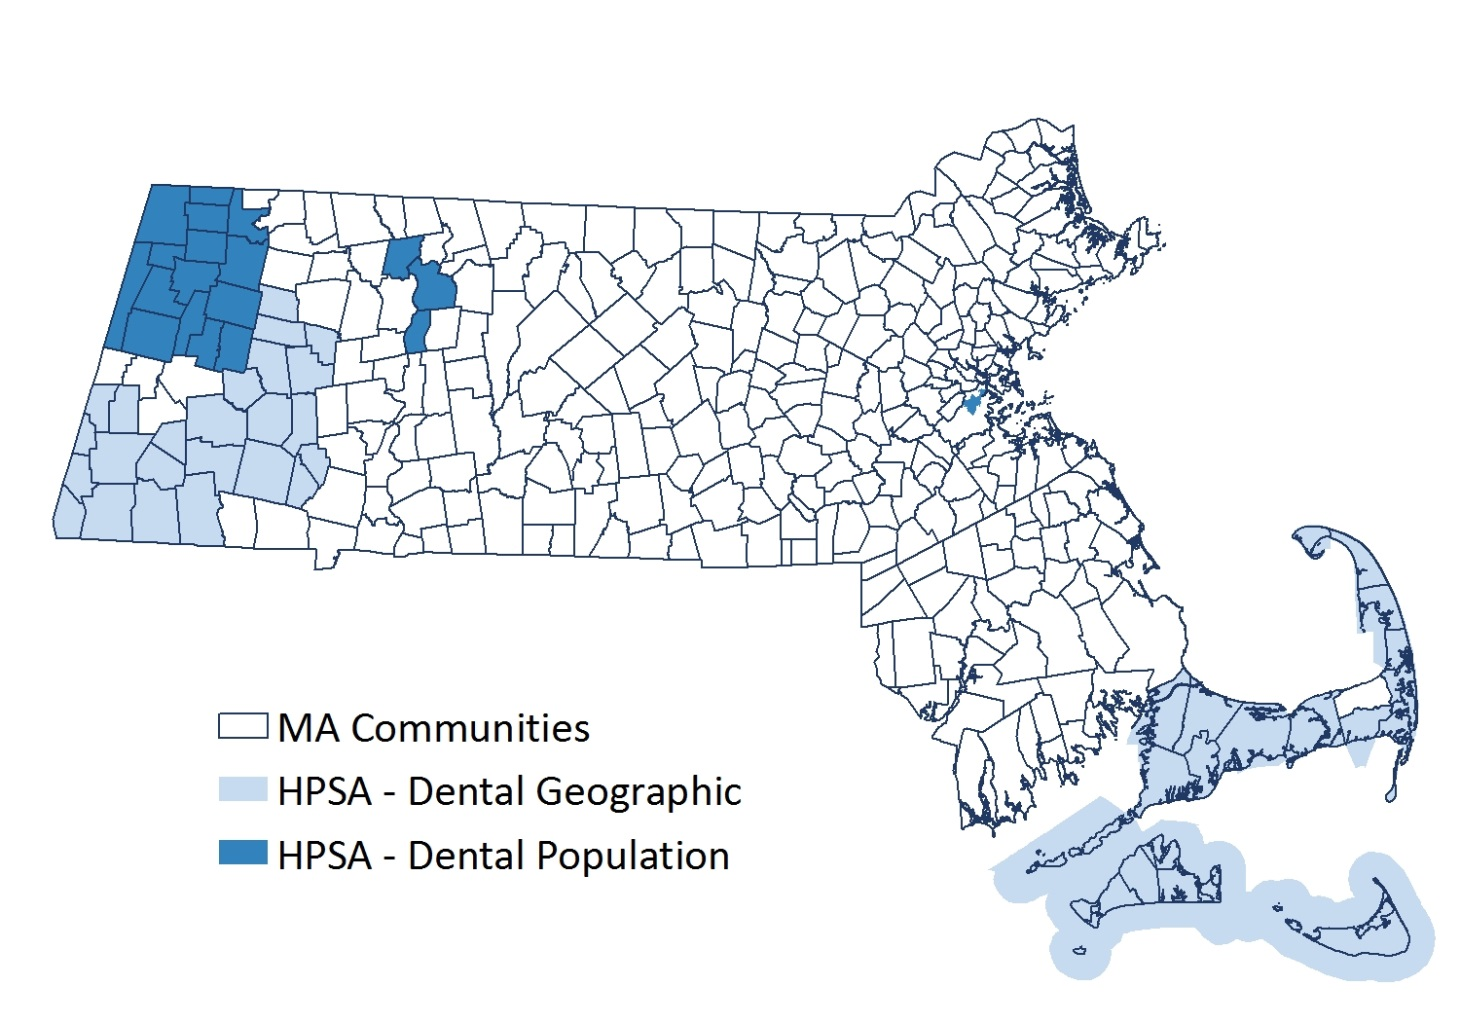 MA Communities
HPSA - Dental Geographic
HPSA - Dental Population